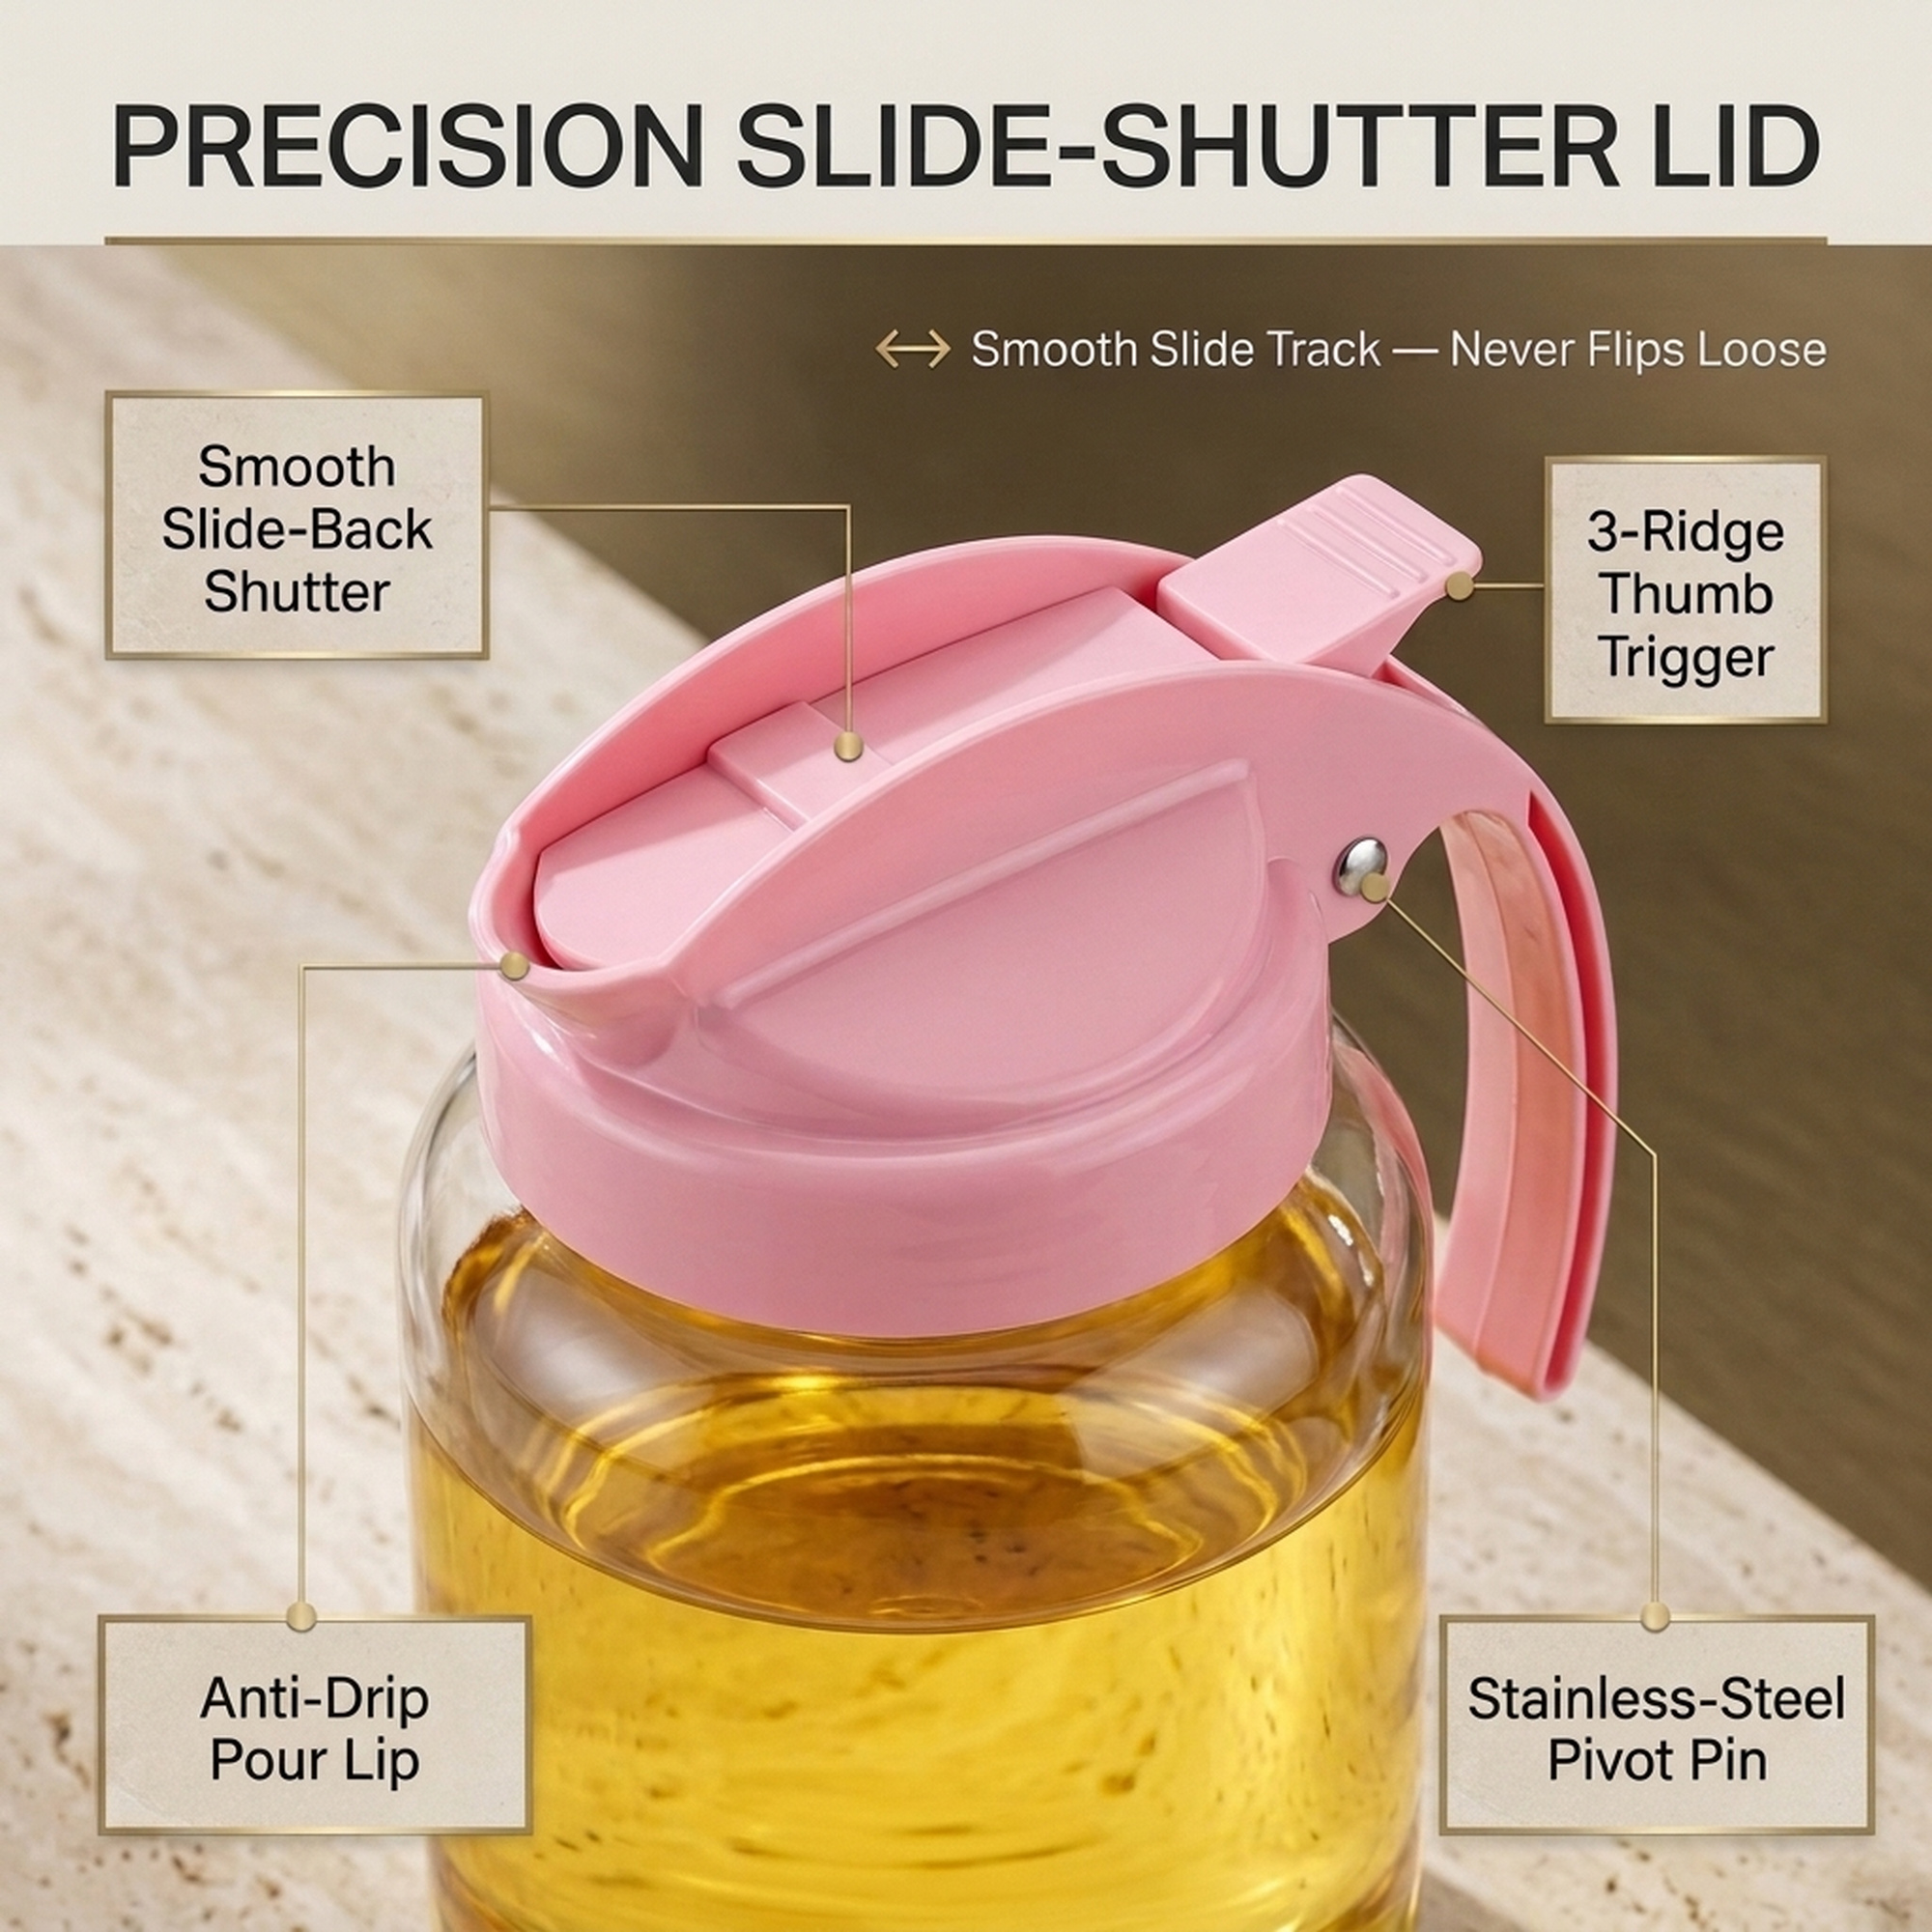 PRECISION SLIDE-SHUTTER LID
Smooth Slide Track — Never Flips Loose
Smooth
Slide-Back
Shutter
3-Ridge
Thumb
Trigger
Anti-Drip
Pour Lip
Stainless-Steel
Pivot Pin